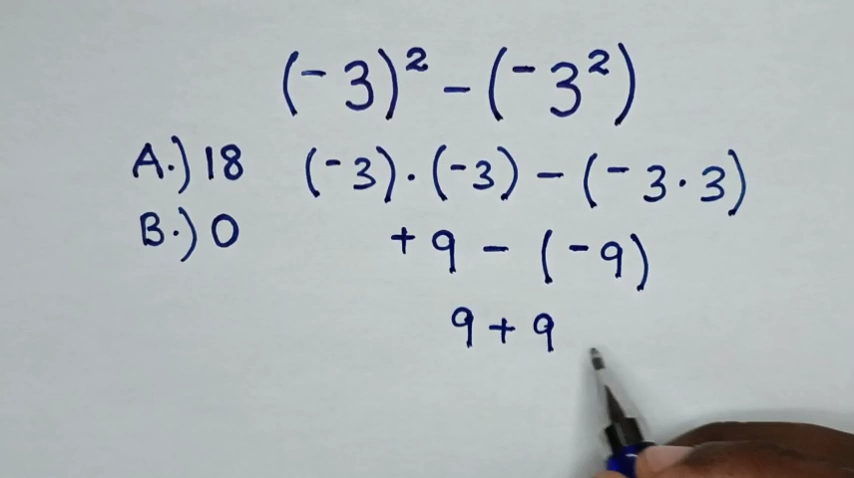 (-3)² - (-3²)
A.) 18 (-3)·(-3) - (-3·3)
B.) 0 +9 - (-9)
9 + 9